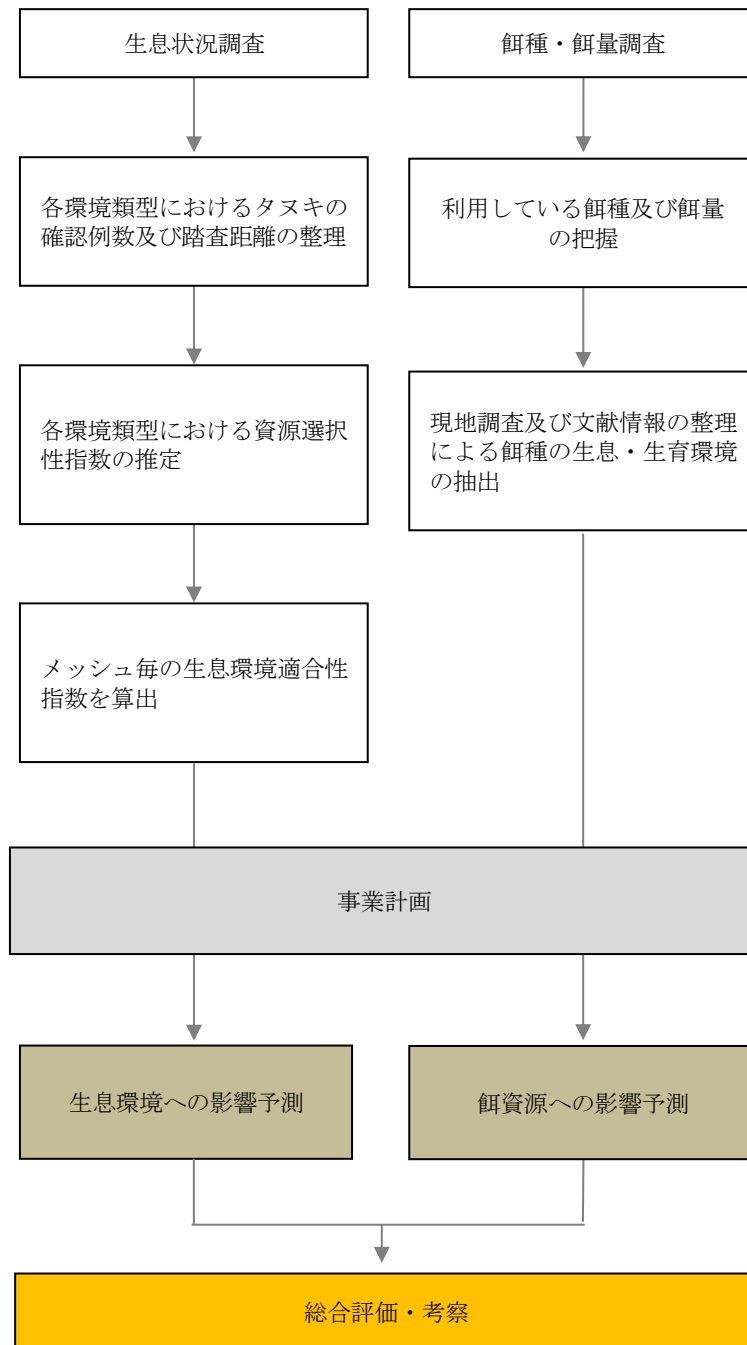 生息状況調査
餌種・餌量調査
各環境類型におけるタヌキの
確認例数及び踏査距離の整理
利用している餌種及び餌量
の把握
各環境類型における資源選択
性指数の推定
現地調査及び文献情報の整理
による餌種の生息・生育環境
の抽出
メッシュ毎の生息環境適合性
指数を算出
事業計画
生息環境への影響予測
餌資源への影響予測
総合評価・考察